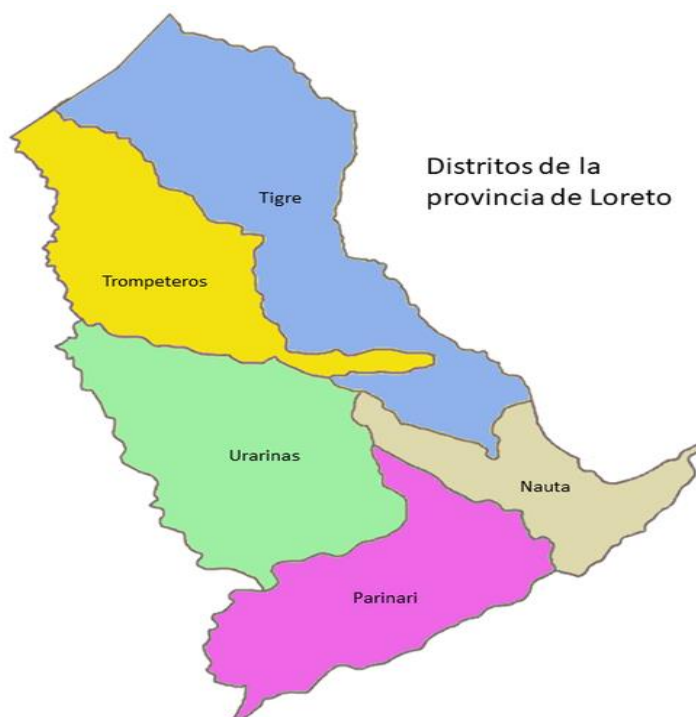 Distritos de la
provincia de Loreto
Tigre
Trompeteros
Urarinas
Nauta
Parinari